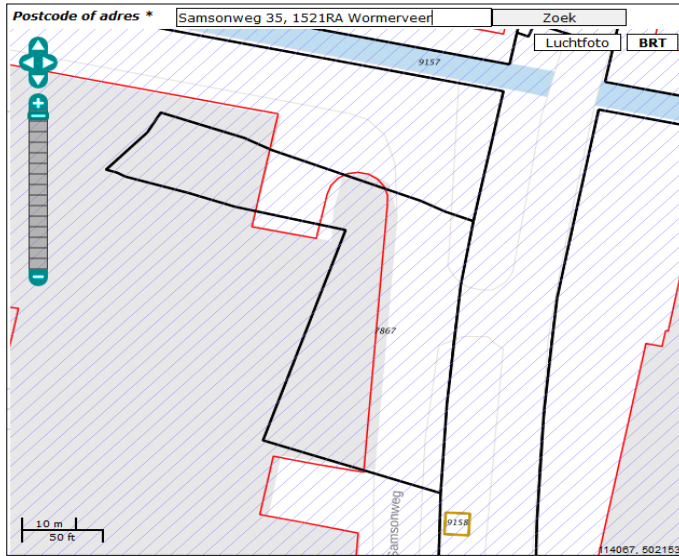 Postcode of adres *
Samsonweg 35, 1521RA Wormerveer
Zoek
Luchtfoto
BRT
9157
7867
Samsonweg
9158
10 m
50 ft
114067, 502153